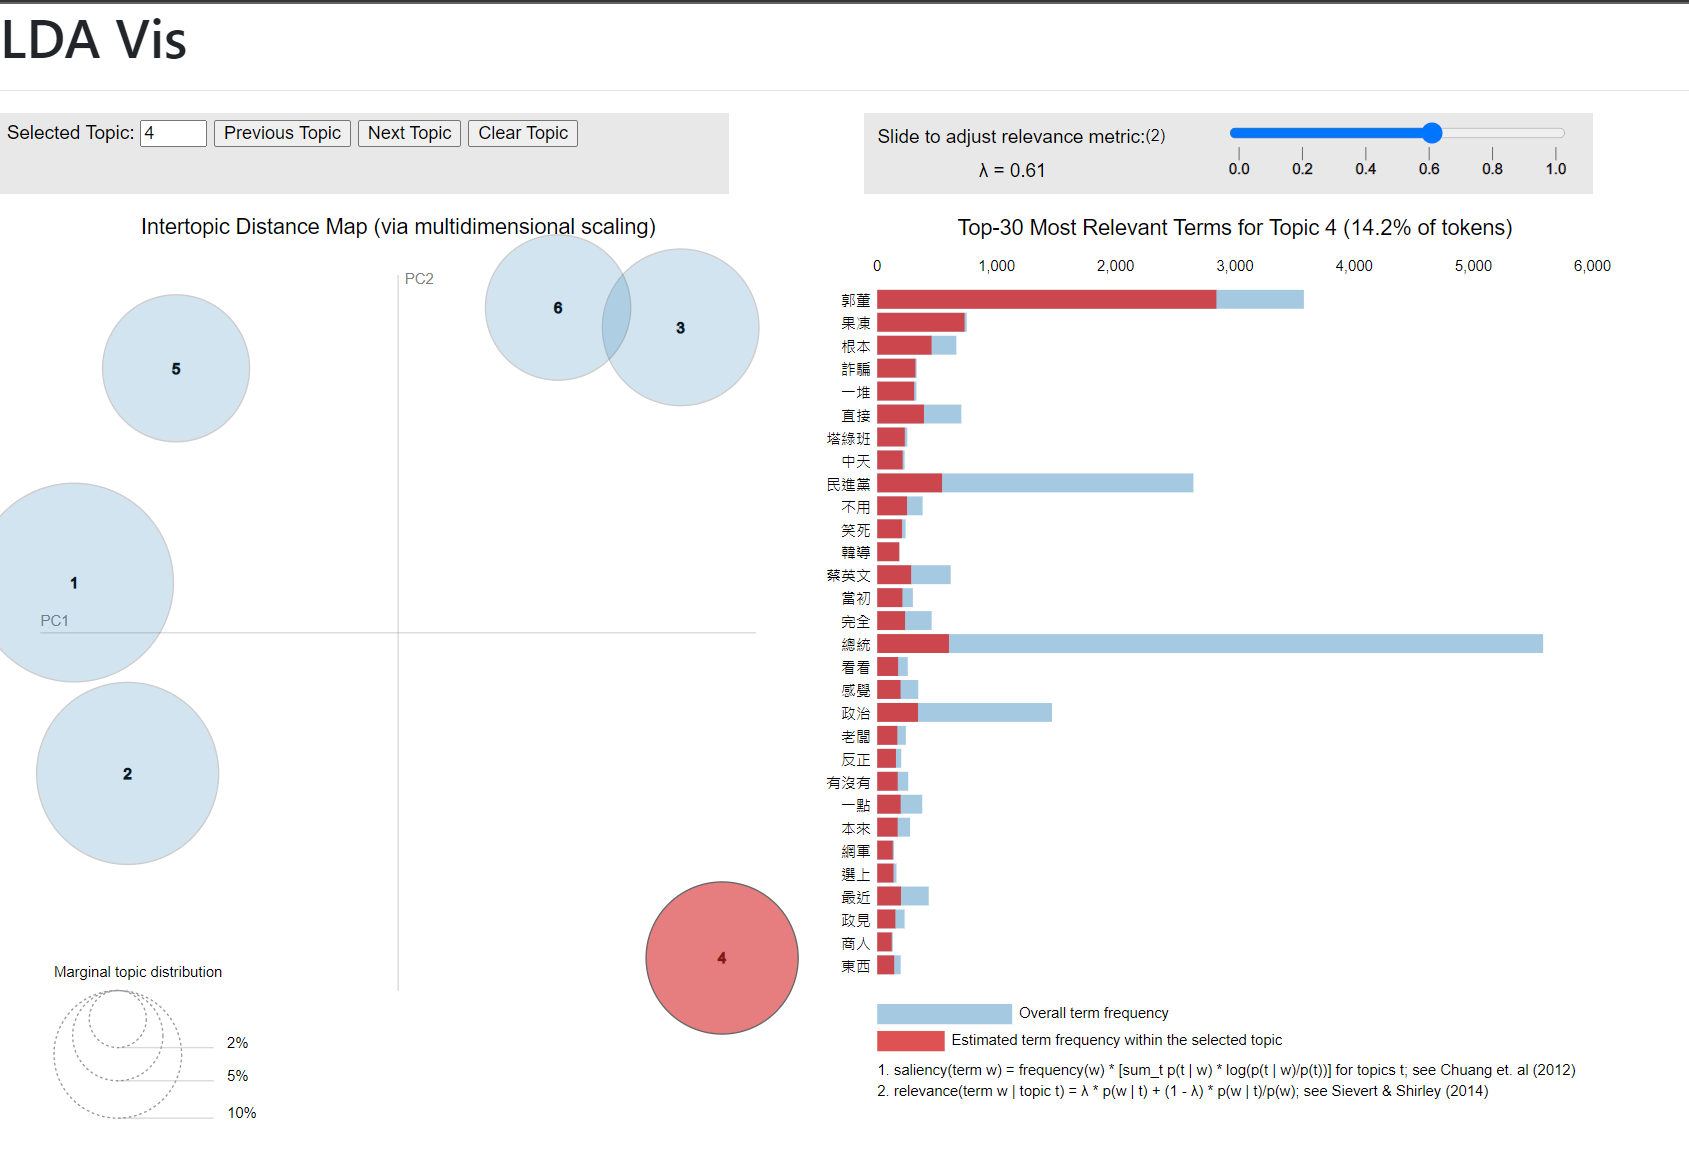 LDA Vis
Selected Topic: 4 Previous Topic Next Topic Clear Topic
Slide to adjust relevance metric:(2)
λ = 0.61
0.0 0.2 0.4 0.6 0.8 1.0
Intertopic Distance Map (via multidimensional scaling)
PC2
6
3
5
1
PC1
2
4
Marginal topic distribution
2%
5%
10%
Top-30 Most Relevant Terms for Topic 4 (14.2% of tokens)
0 1,000 2,000 3,000 4,000 5,000 6,000
郭董
果凍
根本
詐騙
一堆
直接
塔綠班
中天
民進黨
不用
笑死
韓導
蔡英文
當初
完全
總統
看看
感覺
政治
老闆
反正
有沒有
一點
本來
網軍
選上
最近
政見
商人
東西
Overall term frequency
Estimated term frequency within the selected topic
1. saliency(term w) = frequency(w) * [sum_t p(t | w) * log(p(t | w)/p(t))] for topics t; see Chuang et. al (2012)
2. relevance(term w | topic t) = λ * p(w | t) + (1 - λ) * p(w | t)/p(w); see Sievert & Shirley (2014)